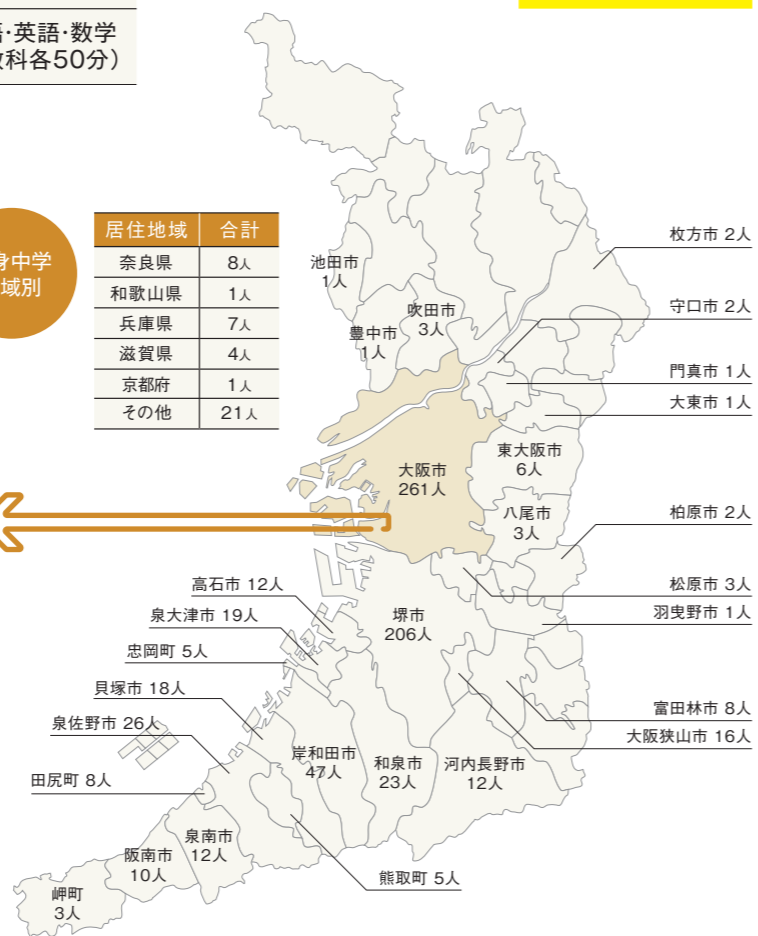 語・英語・数学
教科各50分）
身中学
域別
居住地域 合計
奈良県 8人
和歌山県 1人
兵庫県 7人
滋賀県 4人
京都府 1人
その他 21人
池田市
1人
豊中市
1人
吹田市
3人
枚方市 2人
守口市 2人
門真市 1人
大東市 1人
東大阪市
6人
大阪市
261人
八尾市
3人
柏原市 2人
松原市 3人
羽曳野市 1人
高石市 12人
泉大津市 19人
忠岡町 5人
貝塚市 18人
泉佐野市 26人
田尻町 8人
堺市
206人
富田林市 8人
大阪狭山市 16人
岸和田市
47人
和泉市
23人
河内長野市
12人
泉南市
12人
阪南市
10人
岬町
3人
熊取町 5人